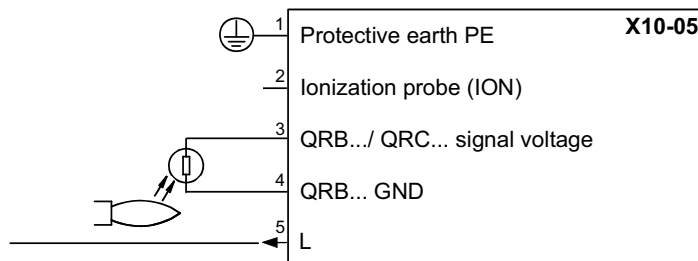 X10-05
1 Protective earth PE
2 Ionization probe (ION)
3 QRB.../ QRC... signal voltage
4 QRB... GND
5 L